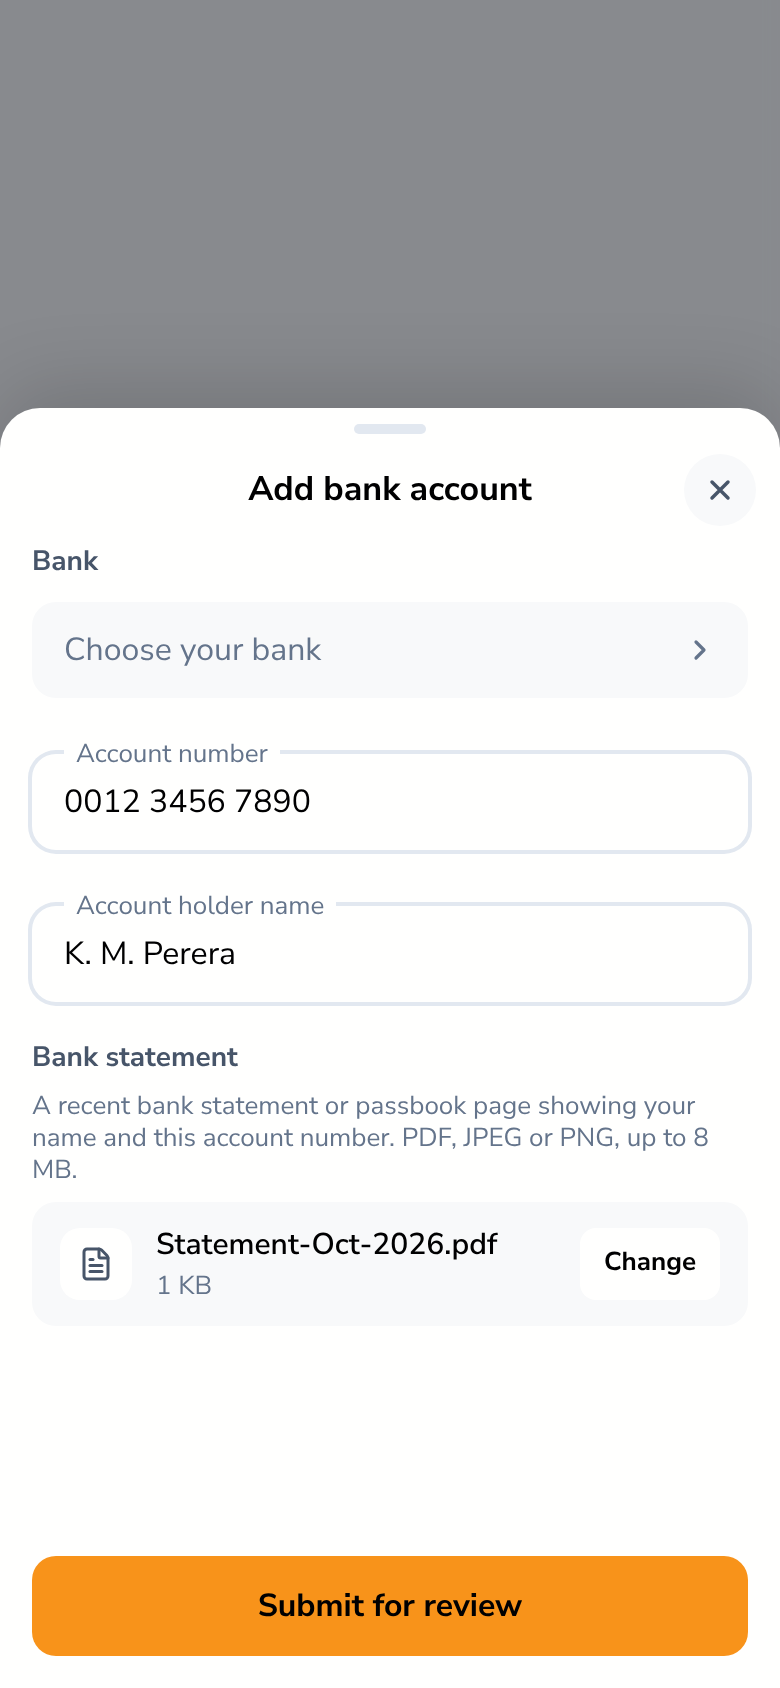 Add bank account
Bank
Choose your bank
Account number
0012 3456 7890
Account holder name
K. M. Perera
Bank statement
A recent bank statement or passbook page showing your
name and this account number. PDF, JPEG or PNG, up to 8
MB.
Statement-Oct-2026.pdf
1 KB
Change
Submit for review